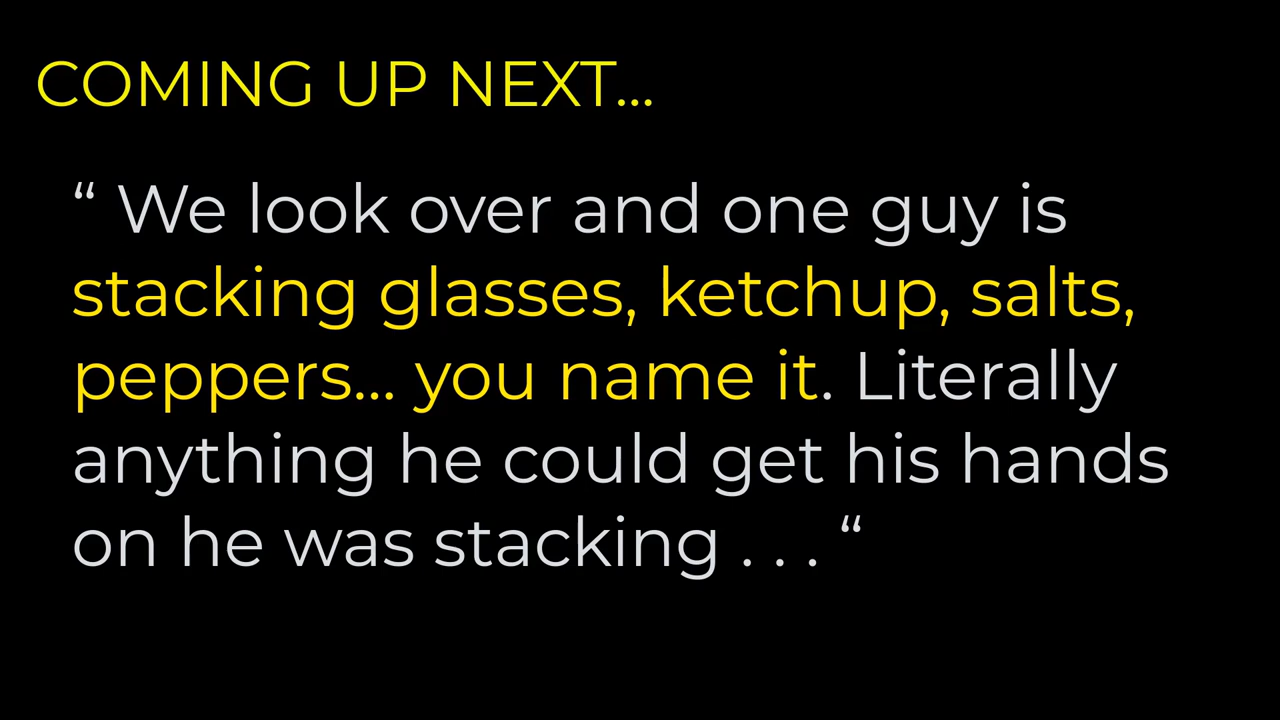 COMING UP NEXT...
“ We look over and one guy is
stacking glasses, ketchup, salts,
peppers... you name it. Literally
anything he could get his hands
on he was stacking . . . “